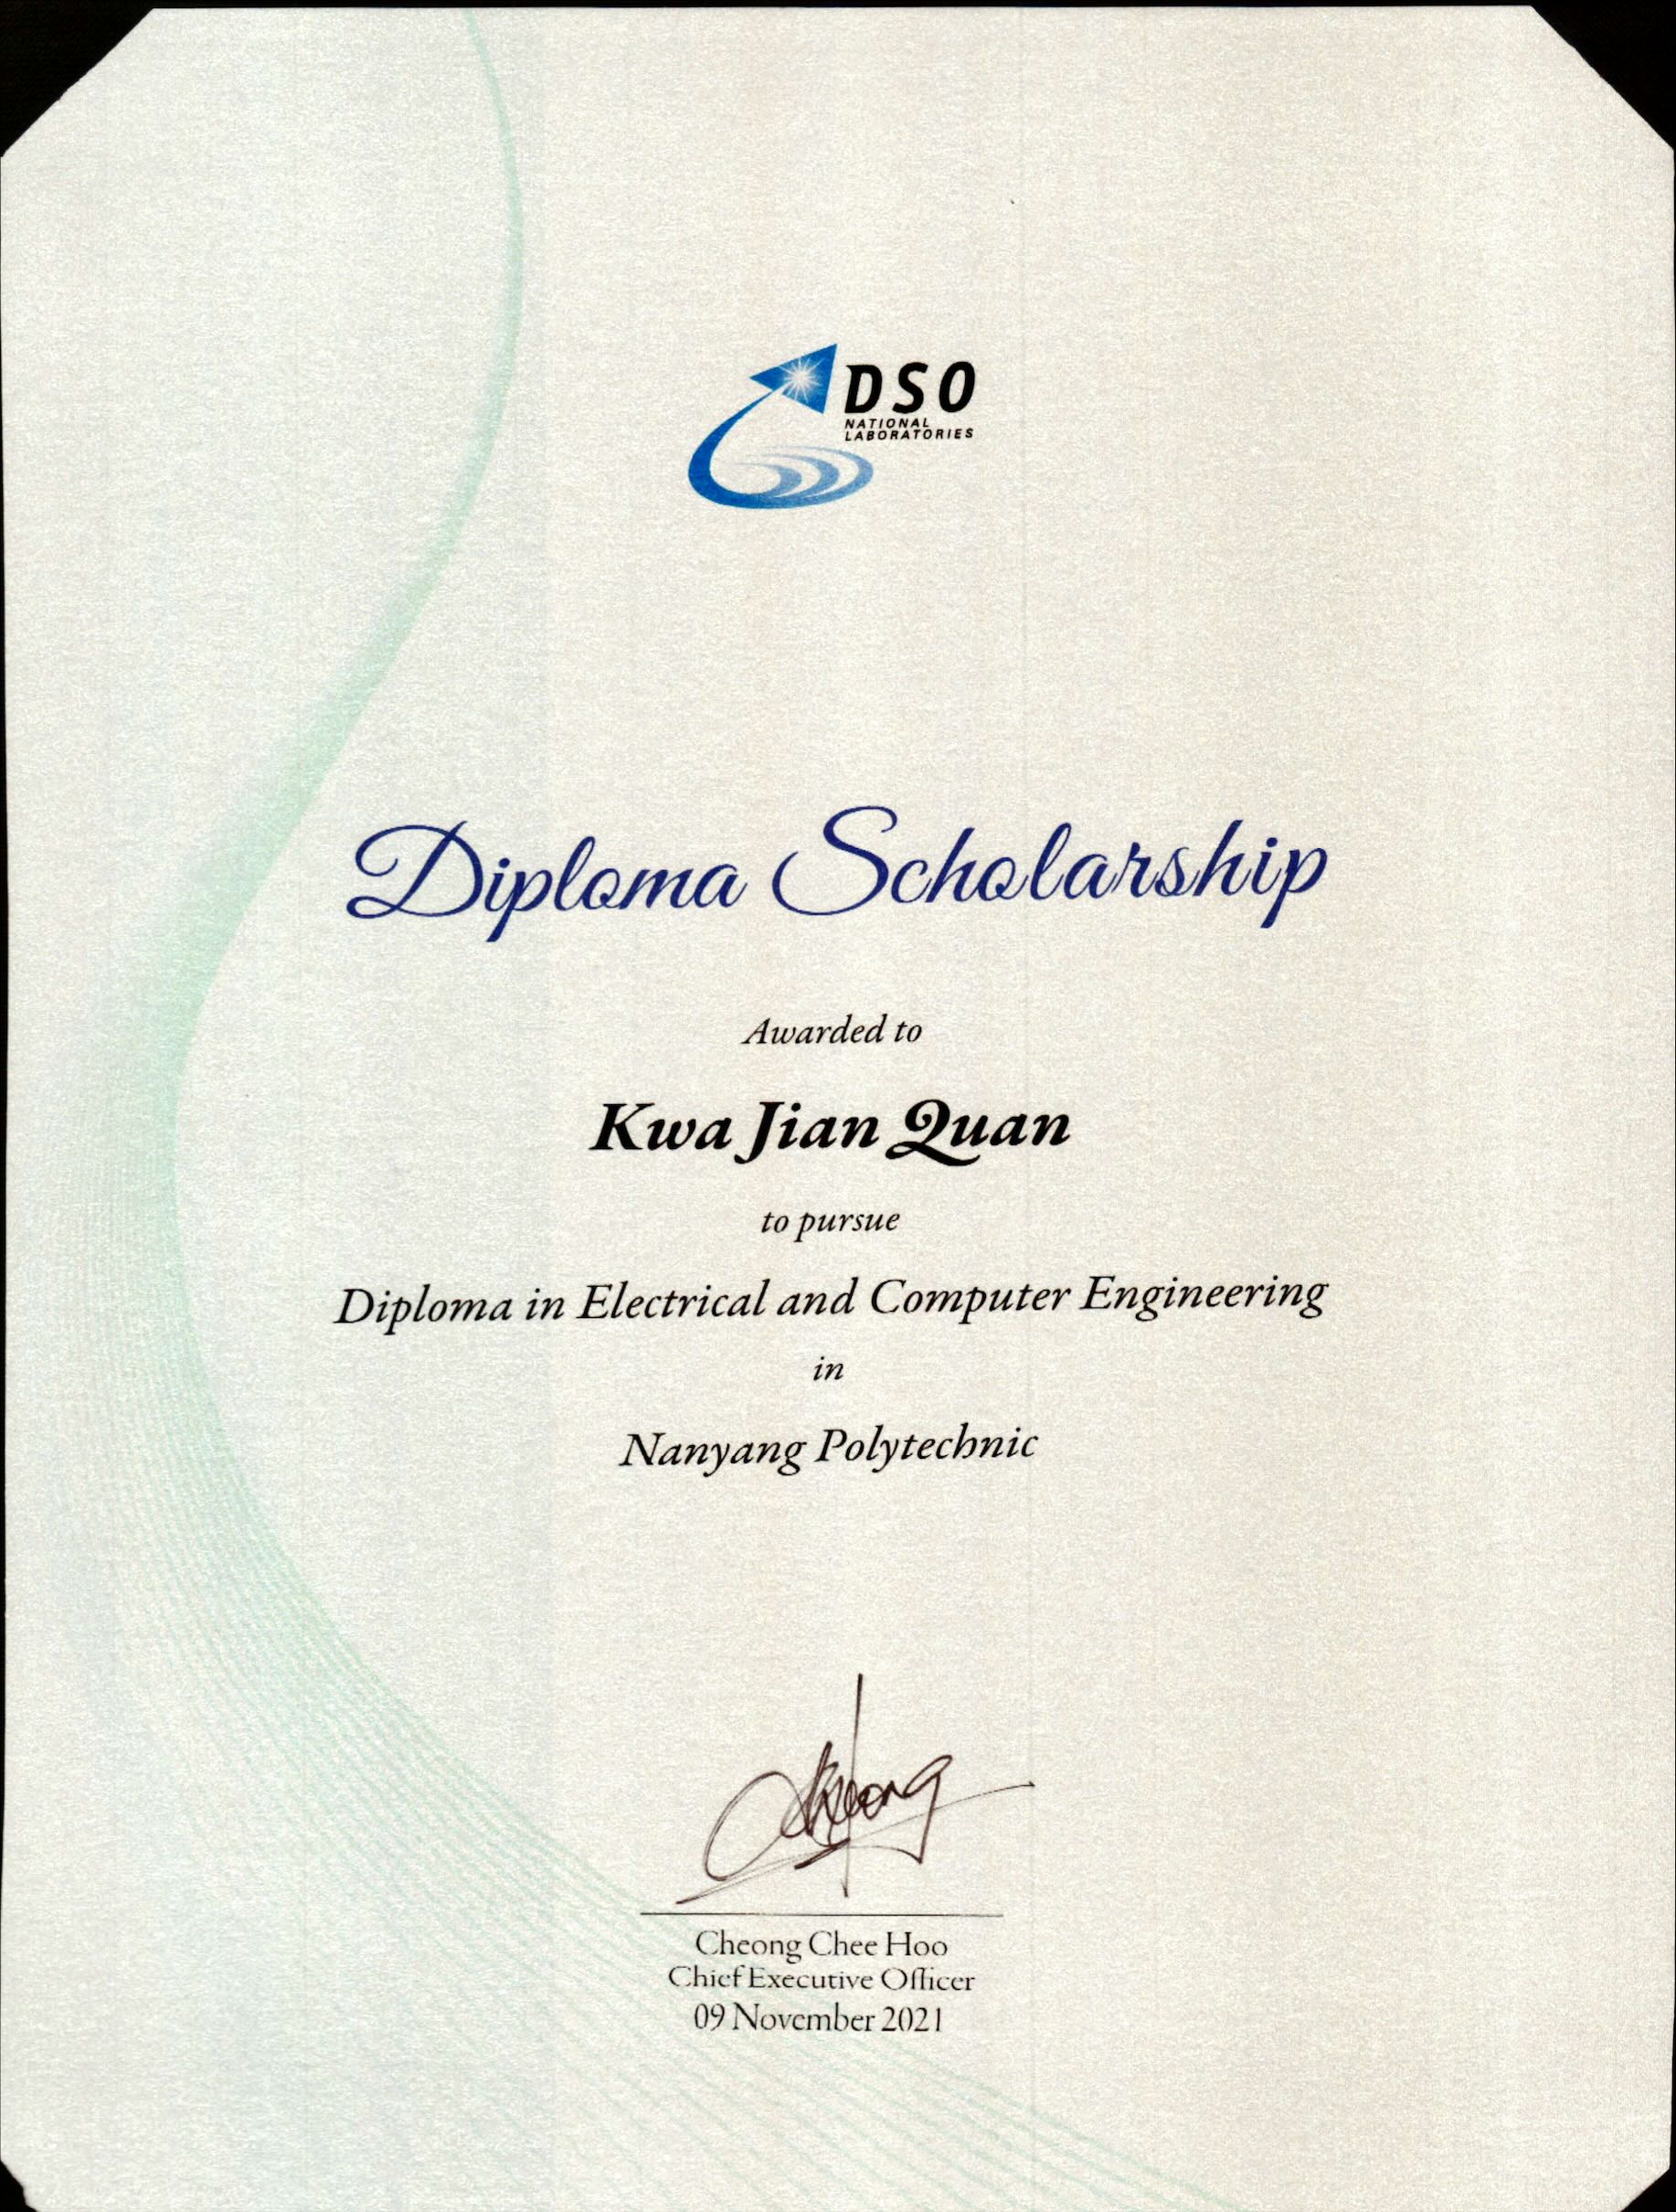 DSO
NATIONAL
LABORATORIES
Diploma Scholarship
Awarded to
Kwa Jian Quan
to pursue
Diploma in Electrical and Computer Engineering
in
Nanyang Polytechnic
Cheong
Cheong Chee Hoo
Chief Executive Officer
09 November 2021